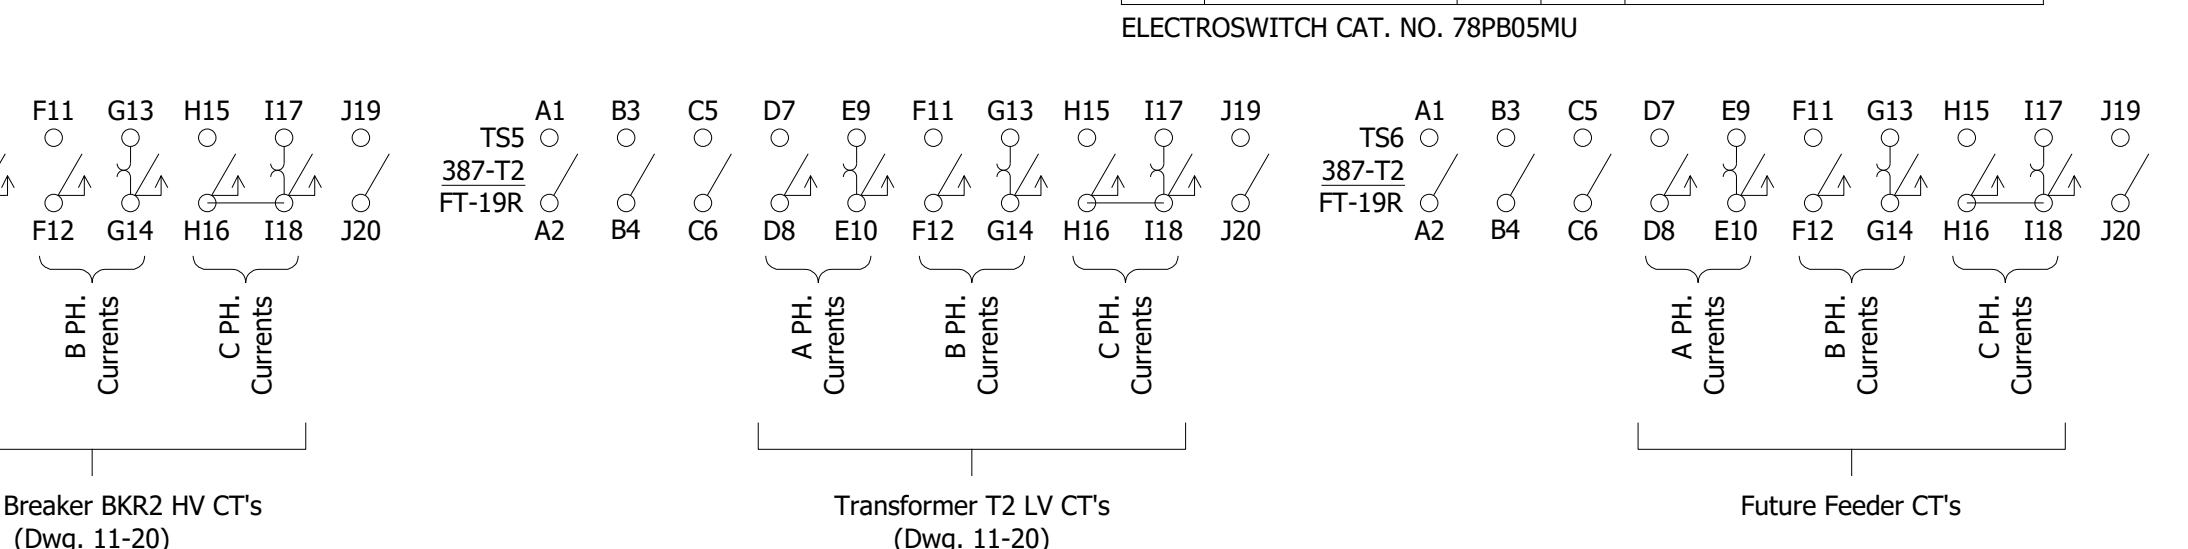 ELECTROSWITCH CAT. NO. 78PB05MU
F11 G13 H15 I17 J19
F12 G14 H16 I18 J20
B PH.
Currents
C PH.
Currents
Breaker BKR2 HV CT's
(Dwg. 11-20)
TS5
387-T2
FT-19R
A1 B3 C5 D7 E9 F11 G13 H15 I17 J19
A2 B4 C6 D8 E10 F12 G14 H16 I18 J20
A PH.
Currents
B PH.
Currents
C PH.
Currents
Transformer T2 LV CT's
(Dwg. 11-20)
TS6
387-T2
FT-19R
A1 B3 C5 D7 E9 F11 G13 H15 I17 J19
A2 B4 C6 D8 E10 F12 G14 H16 I18 J20
A PH.
Currents
B PH.
Currents
C PH.
Currents
Future Feeder CT's